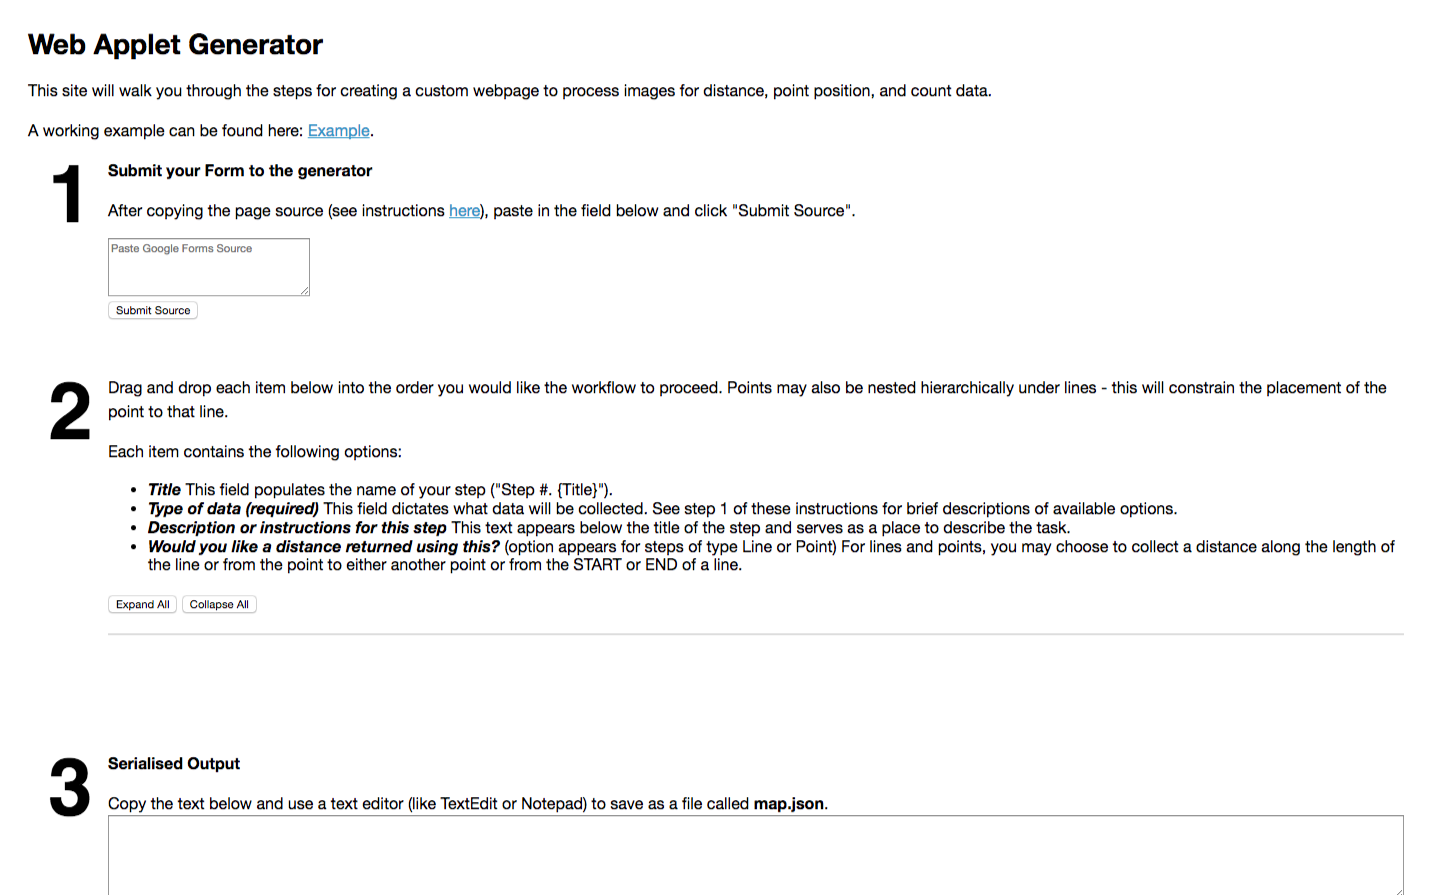 Web Applet Generator
This site will walk you through the steps for creating a custom webpage to process images for distance, point position, and count data.
A working example can be found here: Example.
1
Submit your Form to the generator
After copying the page source (see instructions here), paste in the field below and click "Submit Source".
Paste Google Forms Source
Submit Source
2
Drag and drop each item below into the order you would like the workflow to proceed. Points may also be nested hierarchically under lines - this will constrain the placement of the
point to that line.
Each item contains the following options:
• Title This field populates the name of your step ("Step #. {Title}").
• Type of data (required) This field dictates what data will be collected. See step 1 of these instructions for brief descriptions of available options.
• Description or instructions for this step This text appears below the title of the step and serves as a place to describe the task.
• Would you like a distance returned using this? (option appears for steps of type Line or Point) For lines and points, you may choose to collect a distance along the length of
the line or from the point to either another point or from the START or END of a line.
Expand All Collapse All
3
Serialised Output
Copy the text below and use a text editor (like TextEdit or Notepad) to save as a file called map.json.